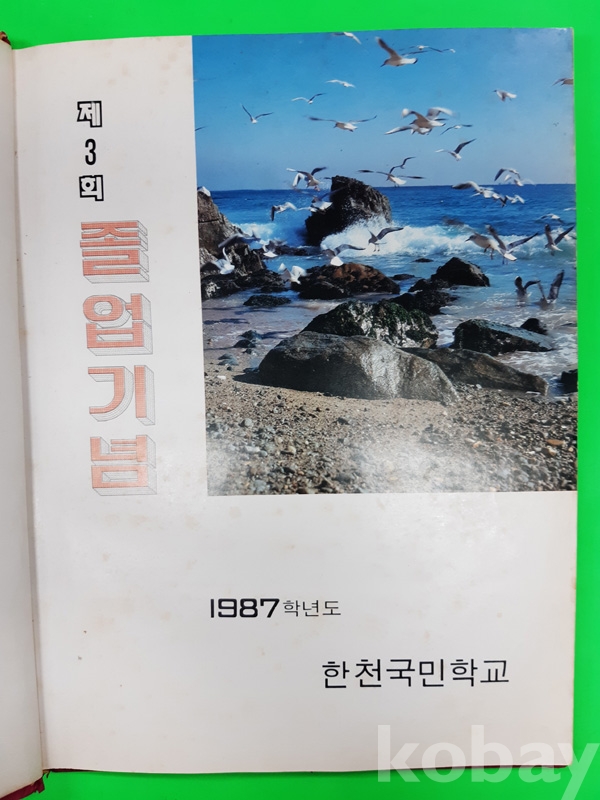 제3회
졸업기념
1987학년도
한천국민학교
kobay